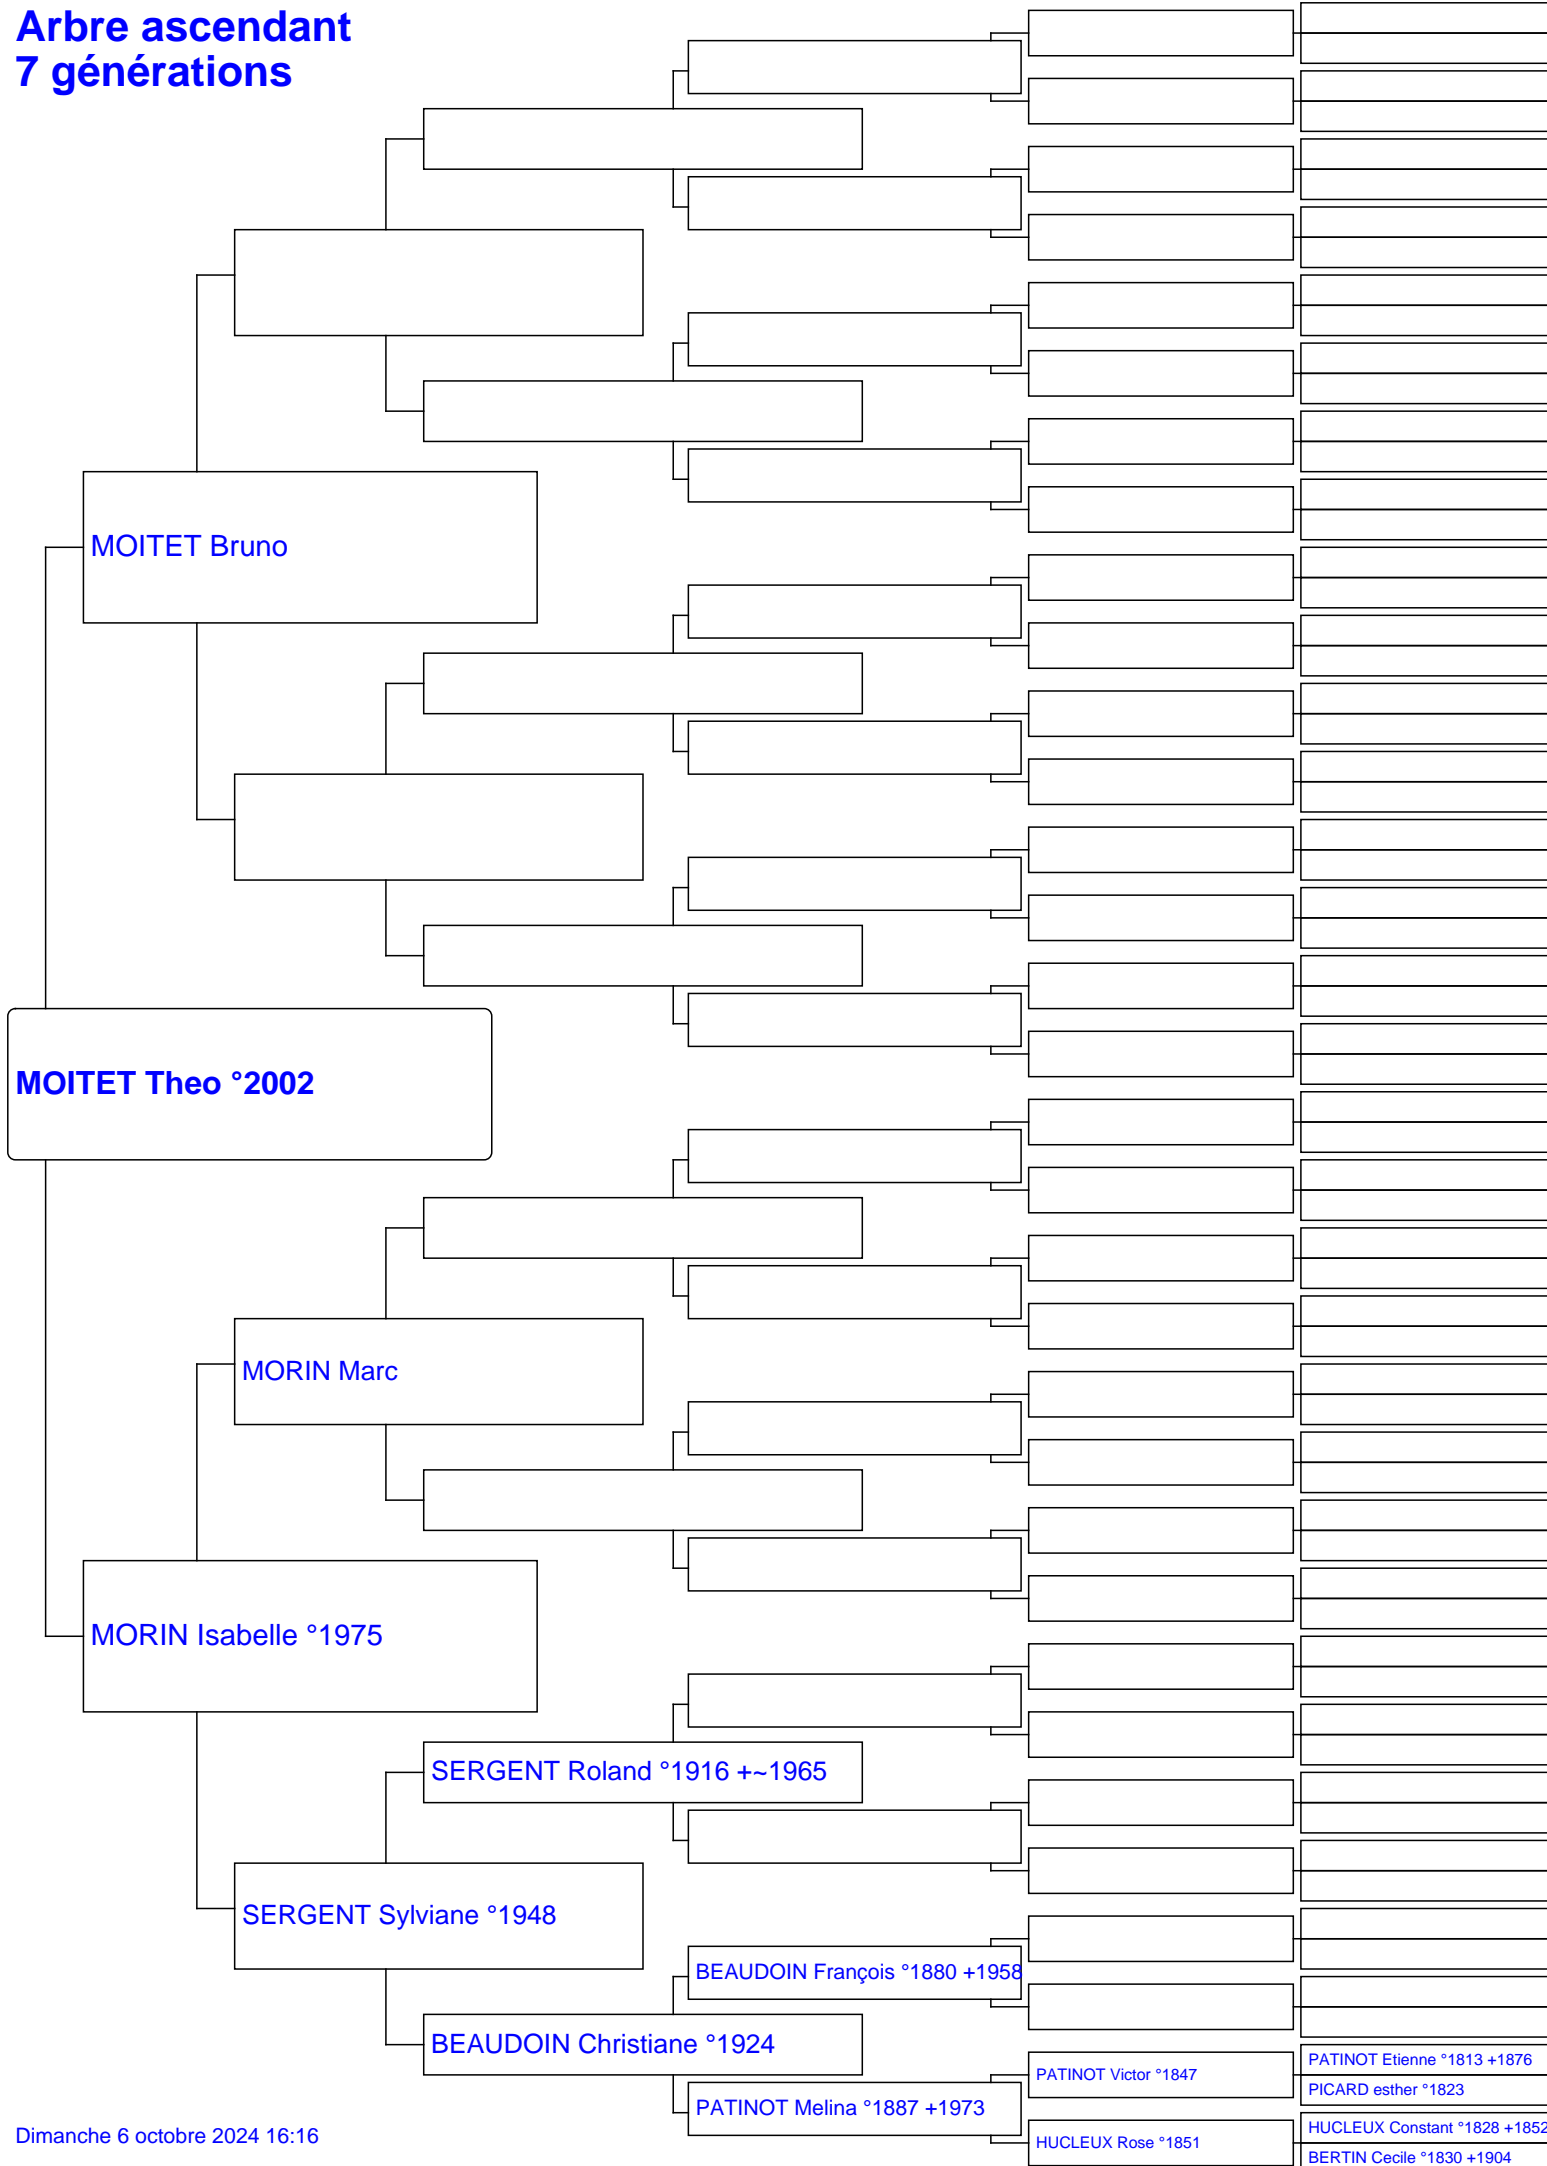 Arbre ascendant
7 générations
MOITET Bruno
MOITET Theo °2002
MORIN Marc
MORIN Isabelle °1975
SERGENT Roland °1916 +~1965
SERGENT Sylviane °1948
BEAUDOIN François °1880 +1958
BEAUDOIN Christiane °1924
PATINOT Etienne °1813 +1876
PATINOT Victor °1847
PICARD esther °1823
PATINOT Melina °1887 +1973
HUCLEUX Constant °1828 +1852
HUCLEUX Rose °1851
BERTIN Cecile °1830 +1904
Dimanche 6 octobre 2024 16:16